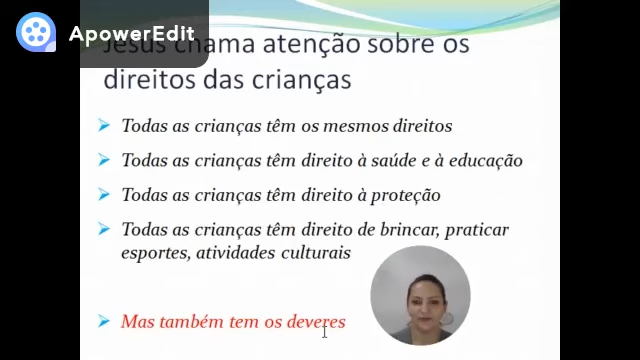 ApowerEdit
Jesus chama atenção sobre os
direitos das crianças
Todas as crianças têm os mesmos direitos
Todas as crianças têm direito à saúde e à educação
Todas as crianças têm direito à proteção
Todas as crianças têm direito de brincar, praticar
esportes, atividades culturais
Mas também tem os deveres